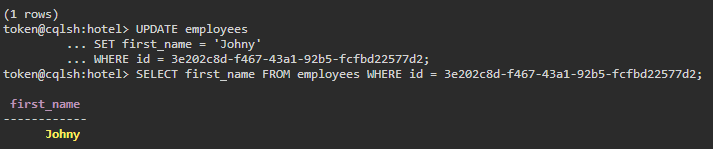 (1 rows)
token@cqlsh:hotel> UPDATE employees
... SET first_name = 'Johny'
... WHERE id = 3e202c8d-f467-43a1-92b5-fcfbd22577d2;
token@cqlsh:hotel> SELECT first_name FROM employees WHERE id = 3e202c8d-f467-43a1-92b5-fcfbd22577d2;
first_name
------------
Johny